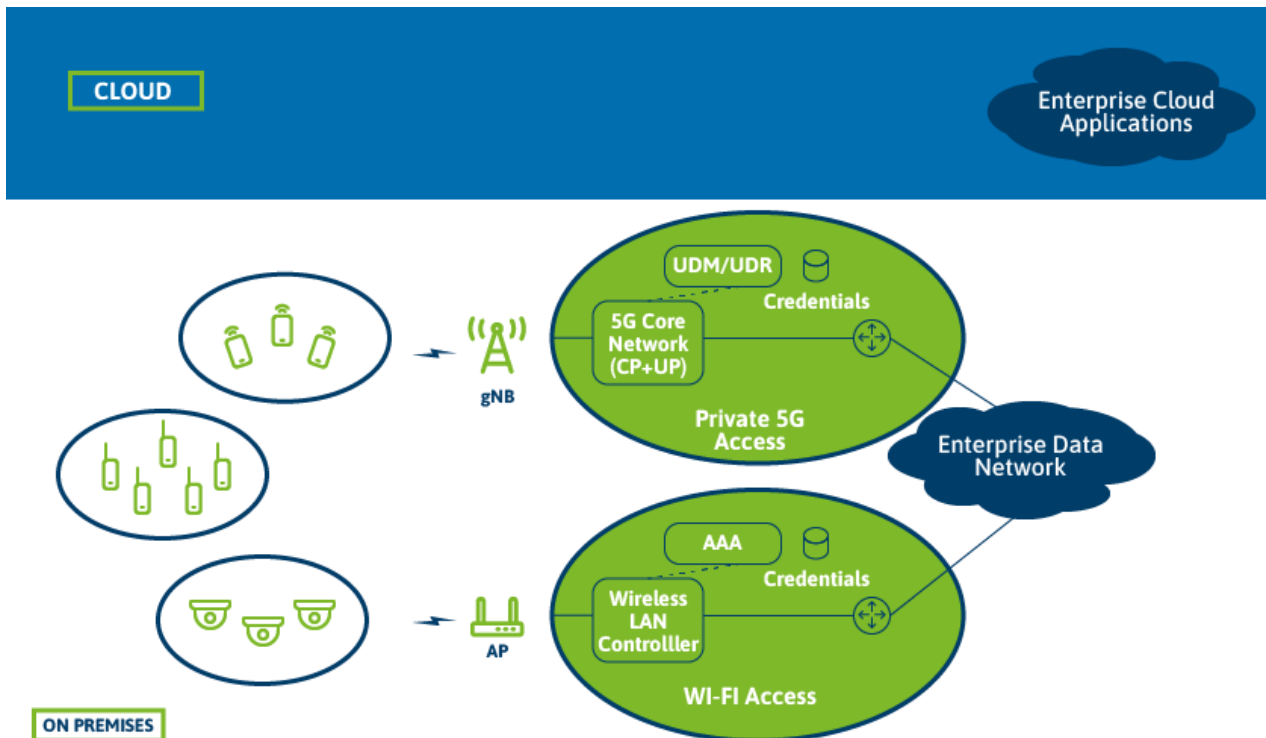 CLOUD
Enterprise Cloud
Applications
UDM/UDR
Credentials
5G Core
Network
(CP+UP)
gNB
Private 5G
Access
Enterprise Data
Network
AAA
Credentials
Wireless
LAN
Controlller
AP
WI-FI Access
ON PREMISES